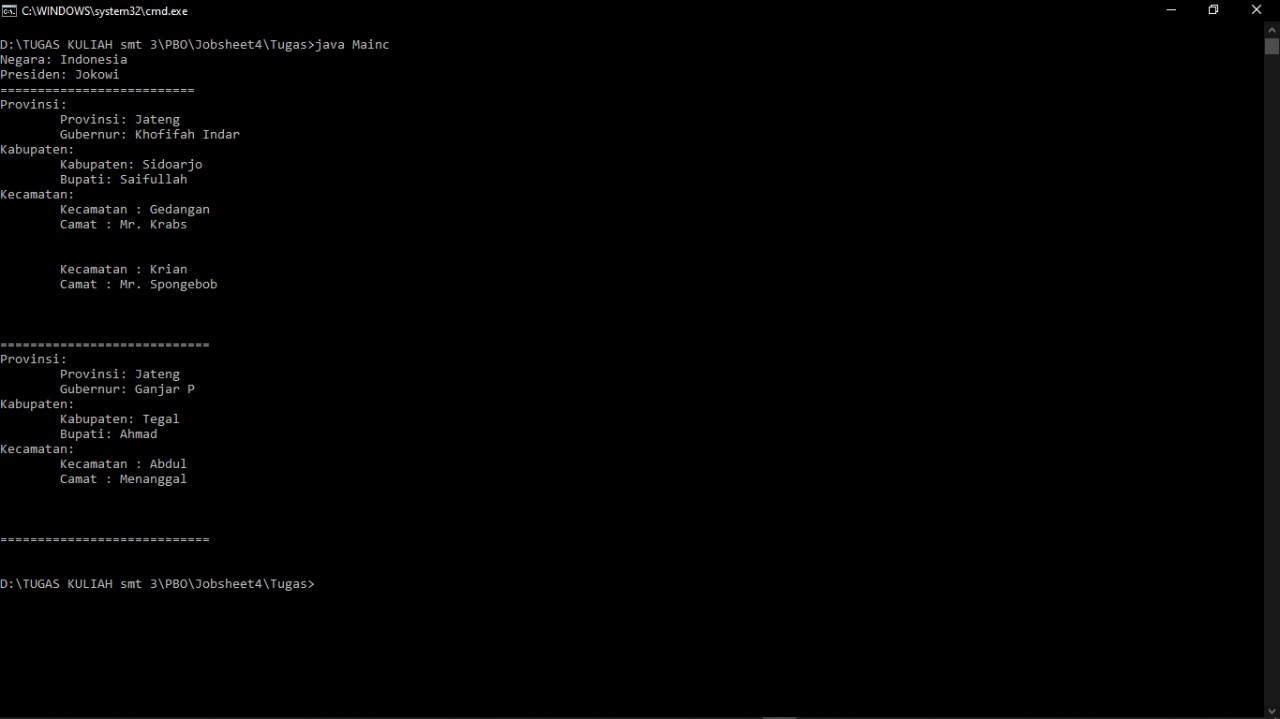 C:\WINDOWS\system32\cmd.exe
D:\TUGAS KULIAH smt 3\PBO\Jobsheet4\Tugas>java Mainc
Negara: Indonesia
Presiden: Jokowi
==========================
Provinsi:
        Provinsi: Jateng
        Gubernur: Khofifah Indar
Kabupaten:
        Kabupaten: Sidoarjo
        Bupati: Saifullah
Kecamatan:
        Kecamatan : Gedangan
        Camat : Mr. Krabs
        Kecamatan : Krian
        Camat : Mr. Spongebob
============================
Provinsi:
        Provinsi: Jateng
        Gubernur: Ganjar P
Kabupaten:
        Kabupaten: Tegal
        Bupati: Ahmad
Kecamatan:
        Kecamatan : Abdul
        Camat : Menanggal
============================
D:\TUGAS KULIAH smt 3\PBO\Jobsheet4\Tugas>